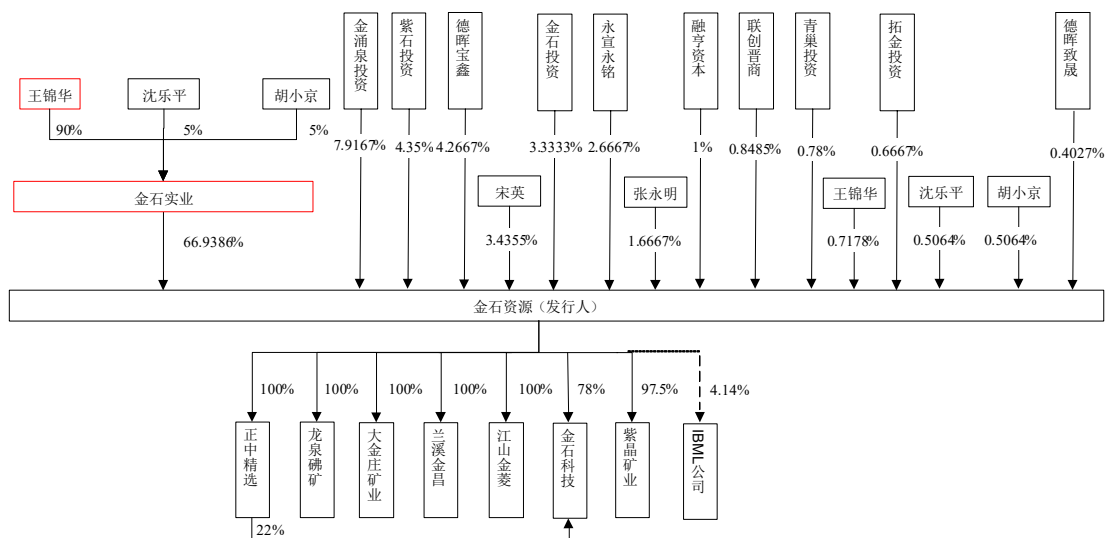 金涌泉投资
紫石投资
德晖宝鑫
金石投资
永宣永铭
融亨资本
联创晋商
青巢投资
拓金投资
德晖致晟
王锦华
沈乐平
胡小京
90%
5%
5%
7.9167%
4.35%
4.2667%
3.3333%
2.6667%
1%
0.8485%
0.78%
0.6667%
0.4027%
金石实业
宋英
张永明
王锦华
沈乐平
胡小京
66.9386%
3.4355%
1.6667%
0.7178%
0.5064%
0.5064%
金石资源（发行人）
100%
100%
100%
100%
100%
78%
97.5%
4.14%
正中精选
龙泉砩矿
大金庄矿业
兰溪金昌
江山金菱
金石科技
紫晶矿业
IBML公司
22%